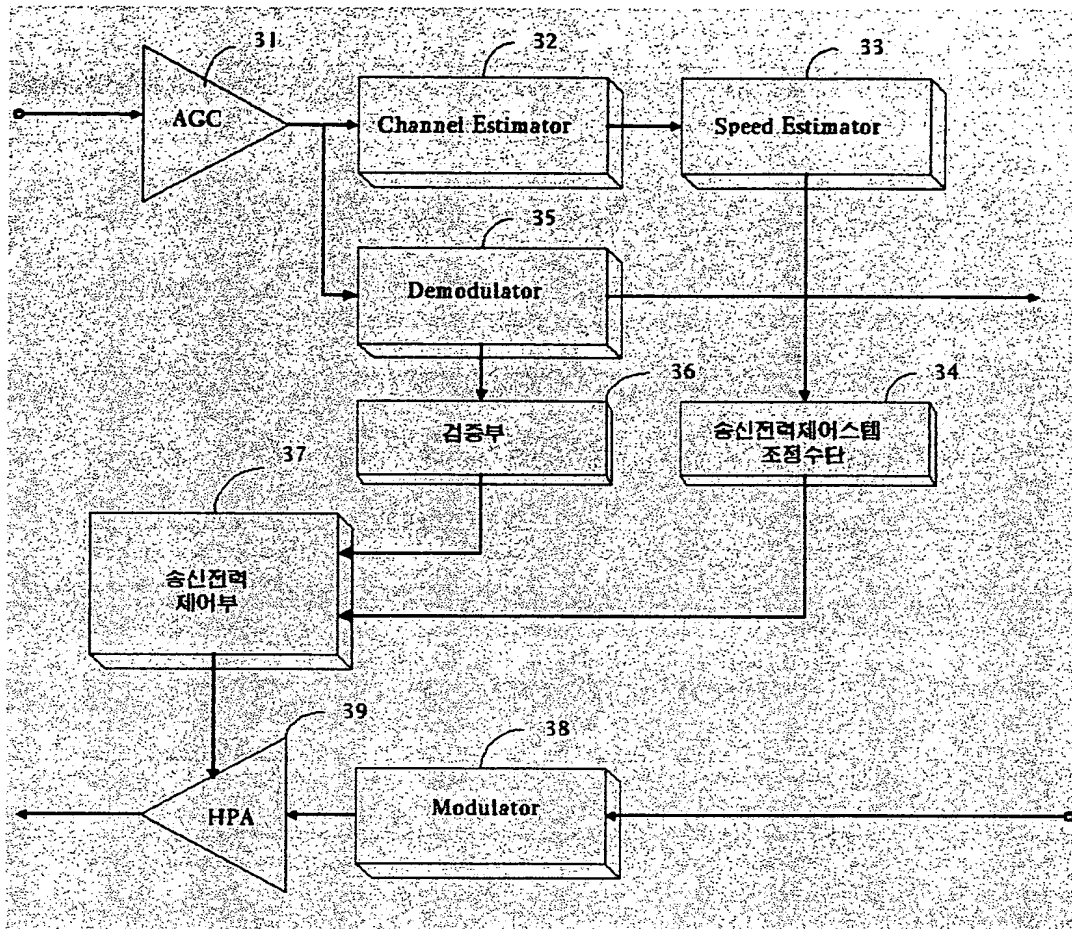 31
32
33
AGC
Channel Estimator
Speed Estimator
35
Demodulator
36
34
검증부
송신전력제어스텝
조정수단
37
송신전력
제어부
39
38
HPA
Modulator